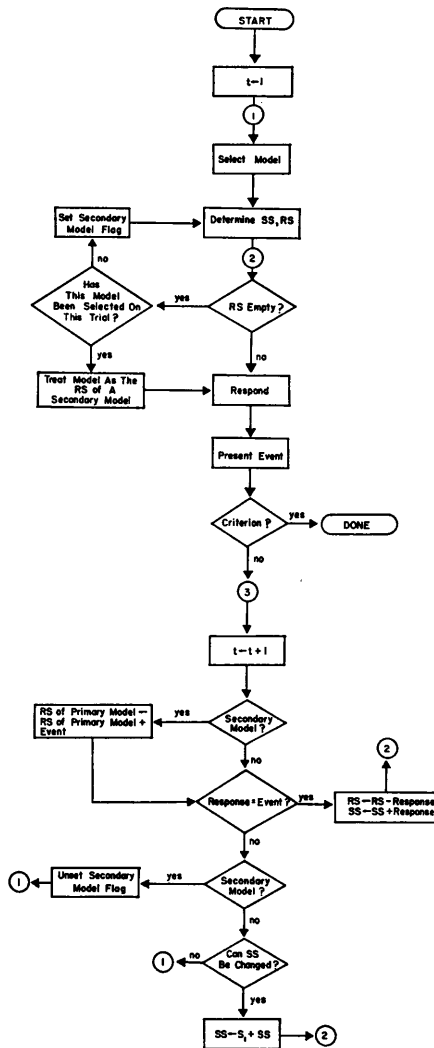 START
t←1
1
Select Model
Set Secondary
Model Flag
Determine SS, RS
2
no
Has
This Model
Been Selected On
This Trial?
yes
RS Empty?
yes
no
Treat Model As The
RS of A
Secondary Model
Respond
Present Event
Criterion?
yes
DONE
no
3
t←t+1
RS of Primary Model ←
RS of Primary Model +
Event
yes
Secondary
Model?
2
no
Response = Event?
yes
RS←RS-Response
SS←SS+Response
no
1
Unset Secondary
Model Flag
yes
Secondary
Model?
no
1
no
Can SS
Be Changed?
yes
SS←S₁+SS
2